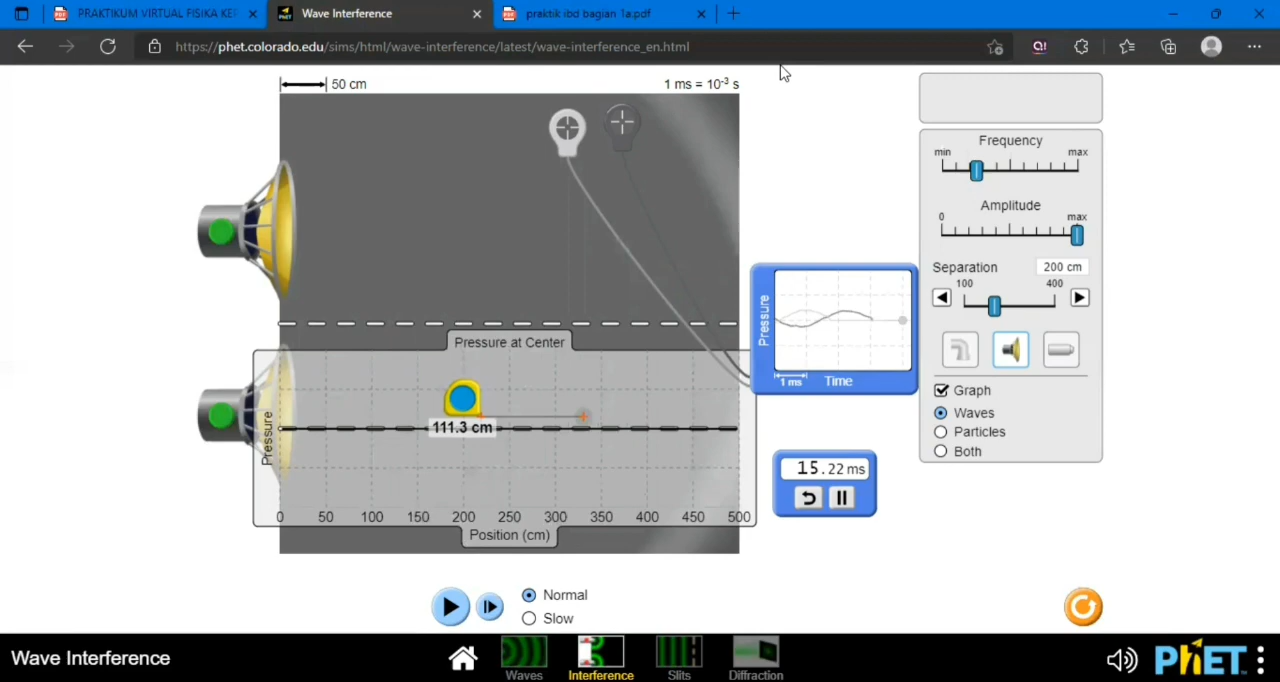 PRAKTIKUM VIRTUAL FISIKA KEI
Wave Interference
praktik ibd bagian 1a.pdf
https://phet.colorado.edu/sims/html/wave-interference/latest/wave-interference_en.html
50 cm
1 ms = 10⁻³ s
Frequency
min
max
Amplitude
0
max
Separation
200 cm
100
400
Pressure
1 ms
Time
Graph
Waves
Particles
Both
Pressure at Center
Pressure
111.3 cm
0 50 100 150 200 250 300 350 400 450 500
Position (cm)
15.22 ms
Normal
Slow
Wave Interference
Waves
Interference
Slits
Diffraction
PhET